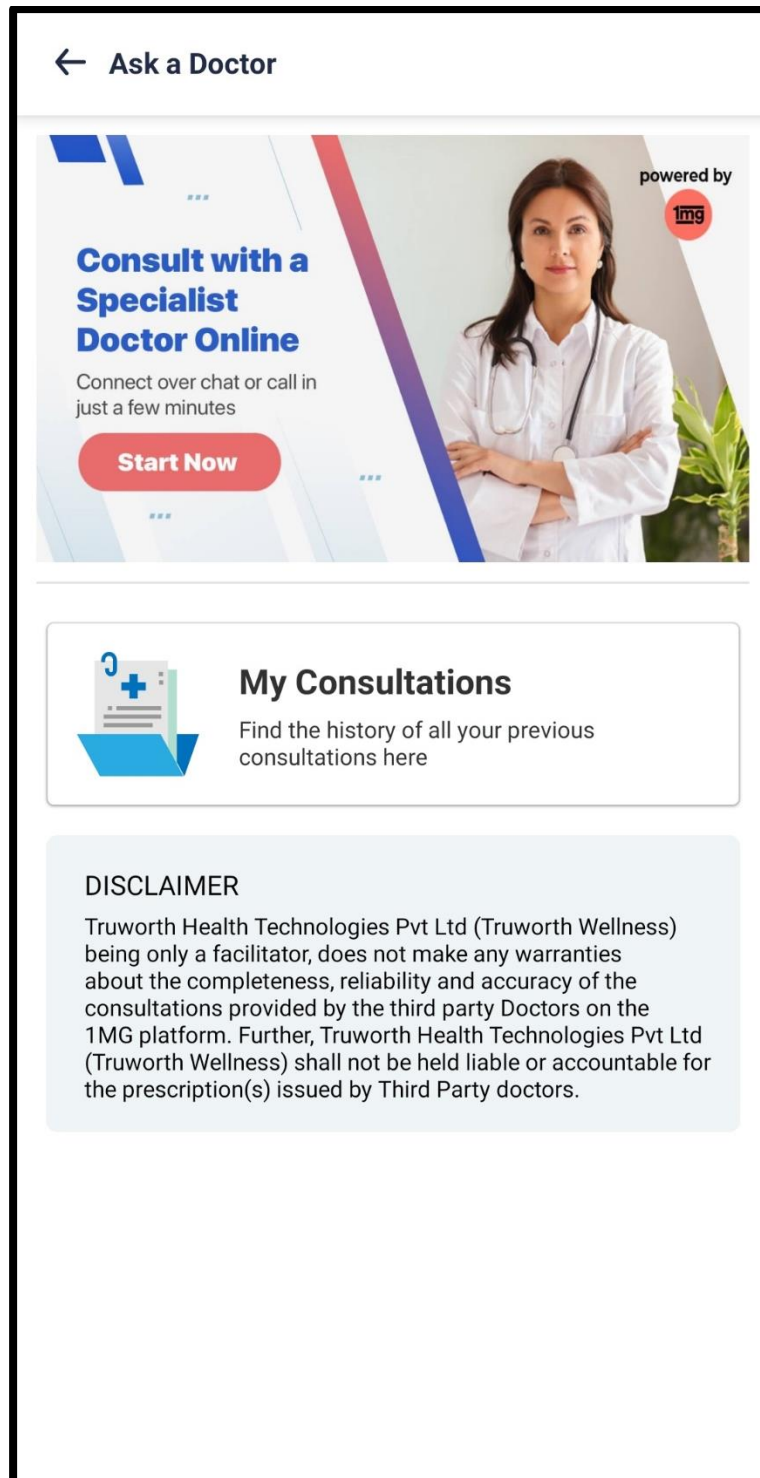 Ask a Doctor
powered by
1mg
Consult with a
Specialist
Doctor Online
Connect over chat or call in
just a few minutes
Start Now
My Consultations
Find the history of all your previous
consultations here
DISCLAIMER
Truworth Health Technologies Pvt Ltd (Truworth Wellness)
being only a facilitator, does not make any warranties
about the completeness, reliability and accuracy of the
consultations provided by the third party Doctors on the
1MG platform. Further, Truworth Health Technologies Pvt Ltd
(Truworth Wellness) shall not be held liable or accountable for
the prescription(s) issued by Third Party doctors.